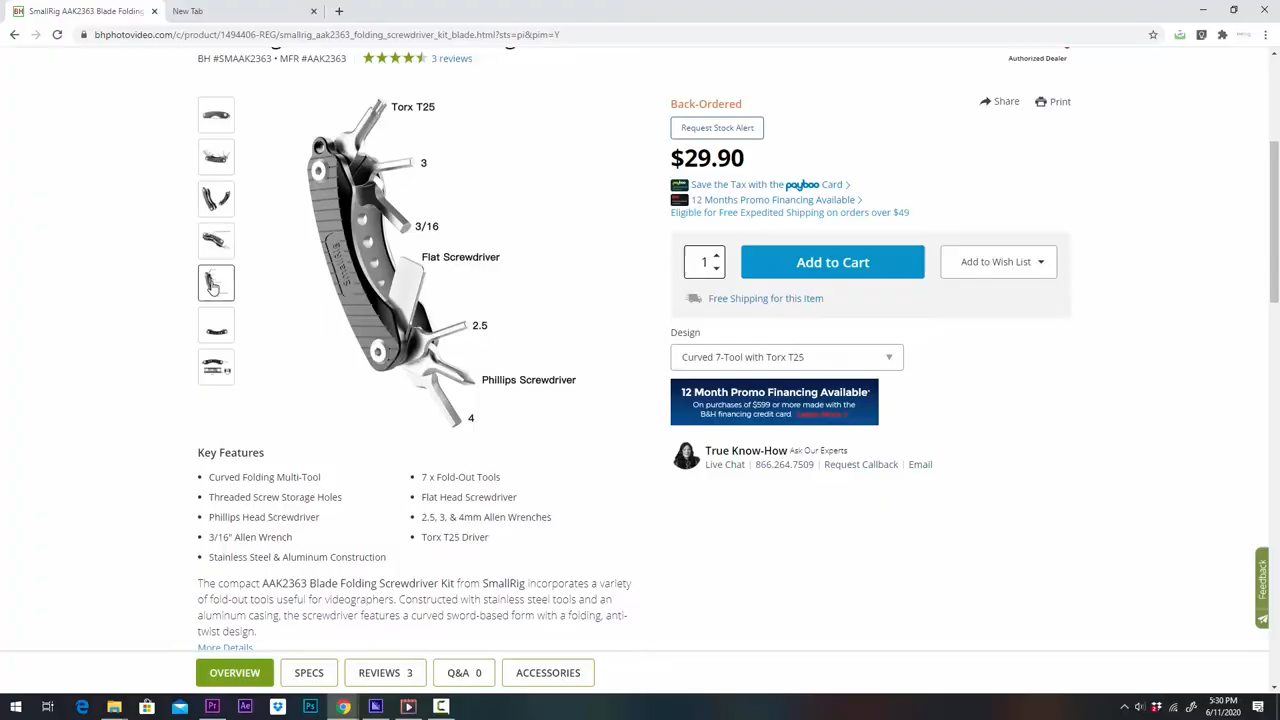 SmallRig AAK2363 Blade Folding
New Tab
bhphotovideo.com/c/product/1494406-REG/smallrig_aak2363_folding_screwdriver_kit_blade.html?sts=pi&pim=Y
BH #SMAAK2363 • MFR #AAK2363
3 reviews
Authorized Dealer
Torx T25
3
3/16
Flat Screwdriver
2.5
Phillips Screwdriver
4
Back-Ordered
Share
Print
Request Stock Alert
$29.90
Save the Tax with the payboo Card
12 Months Promo Financing Available
Eligible for Free Expedited Shipping on orders over $49
1
Add to Cart
Add to Wish List
Free Shipping for this Item
Design
Curved 7-Tool with Torx T25
12 Month Promo Financing Available*
On purchases of $599 or more made with the
B&H financing credit card. Learn More >
True Know-How Ask Our Experts
Live Chat | 866.264.7509 | Request Callback | Email
Key Features
• Curved Folding Multi-Tool
• Threaded Screw Storage Holes
• Phillips Head Screwdriver
• 3/16" Allen Wrench
• Stainless Steel & Aluminum Construction
• 7 x Fold-Out Tools
• Flat Head Screwdriver
• 2.5, 3, & 4mm Allen Wrenches
• Torx T25 Driver
The compact AAK2363 Blade Folding Screwdriver Kit from SmallRig incorporates a variety
of fold-out tools useful for videographers. Constructed with stainless steel tools and an
aluminum casing, the screwdriver features a curved sword-based form with a folding, anti-
twist design.
More Details
Feedback
OVERVIEW
SPECS
REVIEWS 3
Q&A 0
ACCESSORIES
5:30 PM
6/11/2020